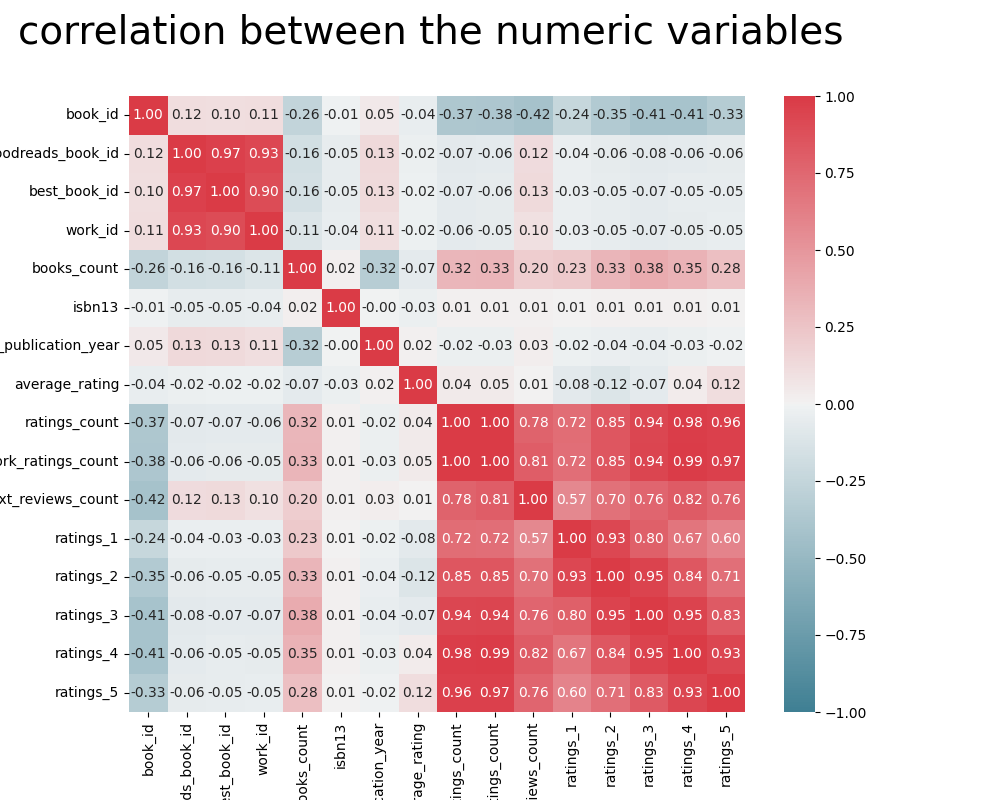 correlation between the numeric variables
book_id 1.00 0.12 0.10 0.11 -0.26 -0.01 0.05 -0.04 -0.37 -0.38 -0.42 -0.24 -0.35 -0.41 -0.41 -0.33 1.00
odreads_book_id 0.12 1.00 0.97 0.93 -0.16 -0.05 0.13 -0.02 -0.07 -0.06 0.12 -0.04 -0.06 -0.08 -0.06 -0.06
0.75
best_book_id 0.10 0.97 1.00 0.90 -0.16 -0.05 0.13 -0.02 -0.07 -0.06 0.13 -0.03 -0.05 -0.07 -0.05 -0.05
work_id 0.11 0.93 0.90 1.00 -0.11 -0.04 0.11 -0.02 -0.06 -0.05 0.10 -0.03 -0.05 -0.07 -0.05 -0.05
0.50
books_count -0.26 -0.16 -0.16 -0.11 1.00 0.02 -0.32 -0.07 0.32 0.33 0.20 0.23 0.33 0.38 0.35 0.28
isbn13 -0.01 -0.05 -0.05 -0.04 0.02 1.00 -0.00 -0.03 0.01 0.01 0.01 0.01 0.01 0.01 0.01 0.01
0.25
_publication_year 0.05 0.13 0.13 0.11 -0.32 -0.00 1.00 0.02 -0.02 -0.03 0.03 -0.02 -0.04 -0.04 -0.03 -0.02
average_rating -0.04 -0.02 -0.02 -0.02 -0.07 -0.03 0.02 1.00 0.04 0.05 0.01 -0.08 -0.12 -0.07 0.04 0.12
0.00
ratings_count -0.37 -0.07 -0.07 -0.06 0.32 0.01 -0.02 0.04 1.00 1.00 0.78 0.72 0.85 0.94 0.98 0.96
rk_ratings_count -0.38 -0.06 -0.06 -0.05 0.33 0.01 -0.03 0.05 1.00 1.00 0.81 0.72 0.85 0.94 0.99 0.97
−0.25
xt_reviews_count -0.42 0.12 0.13 0.10 0.20 0.01 0.03 0.01 0.78 0.81 1.00 0.57 0.70 0.76 0.82 0.76
ratings_1 -0.24 -0.04 -0.03 -0.03 0.23 0.01 -0.02 -0.08 0.72 0.72 0.57 1.00 0.93 0.80 0.67 0.60
−0.50
ratings_2 -0.35 -0.06 -0.05 -0.05 0.33 0.01 -0.04 -0.12 0.85 0.85 0.70 0.93 1.00 0.95 0.84 0.71
ratings_3 -0.41 -0.08 -0.07 -0.07 0.38 0.01 -0.04 -0.07 0.94 0.94 0.76 0.80 0.95 1.00 0.95 0.83
−0.75
ratings_4 -0.41 -0.06 -0.05 -0.05 0.35 0.01 -0.03 0.04 0.98 0.99 0.82 0.67 0.84 0.95 1.00 0.93
ratings_5 -0.33 -0.06 -0.05 -0.05 0.28 0.01 -0.02 0.12 0.96 0.97 0.76 0.60 0.71 0.83 0.93 1.00
−1.00
book_id ds_book_id est_book_id work_id ooks_count isbn13 cation_year rage_rating tings_count tings_count iews_count ratings_1 ratings_2 ratings_3 ratings_4 ratings_5